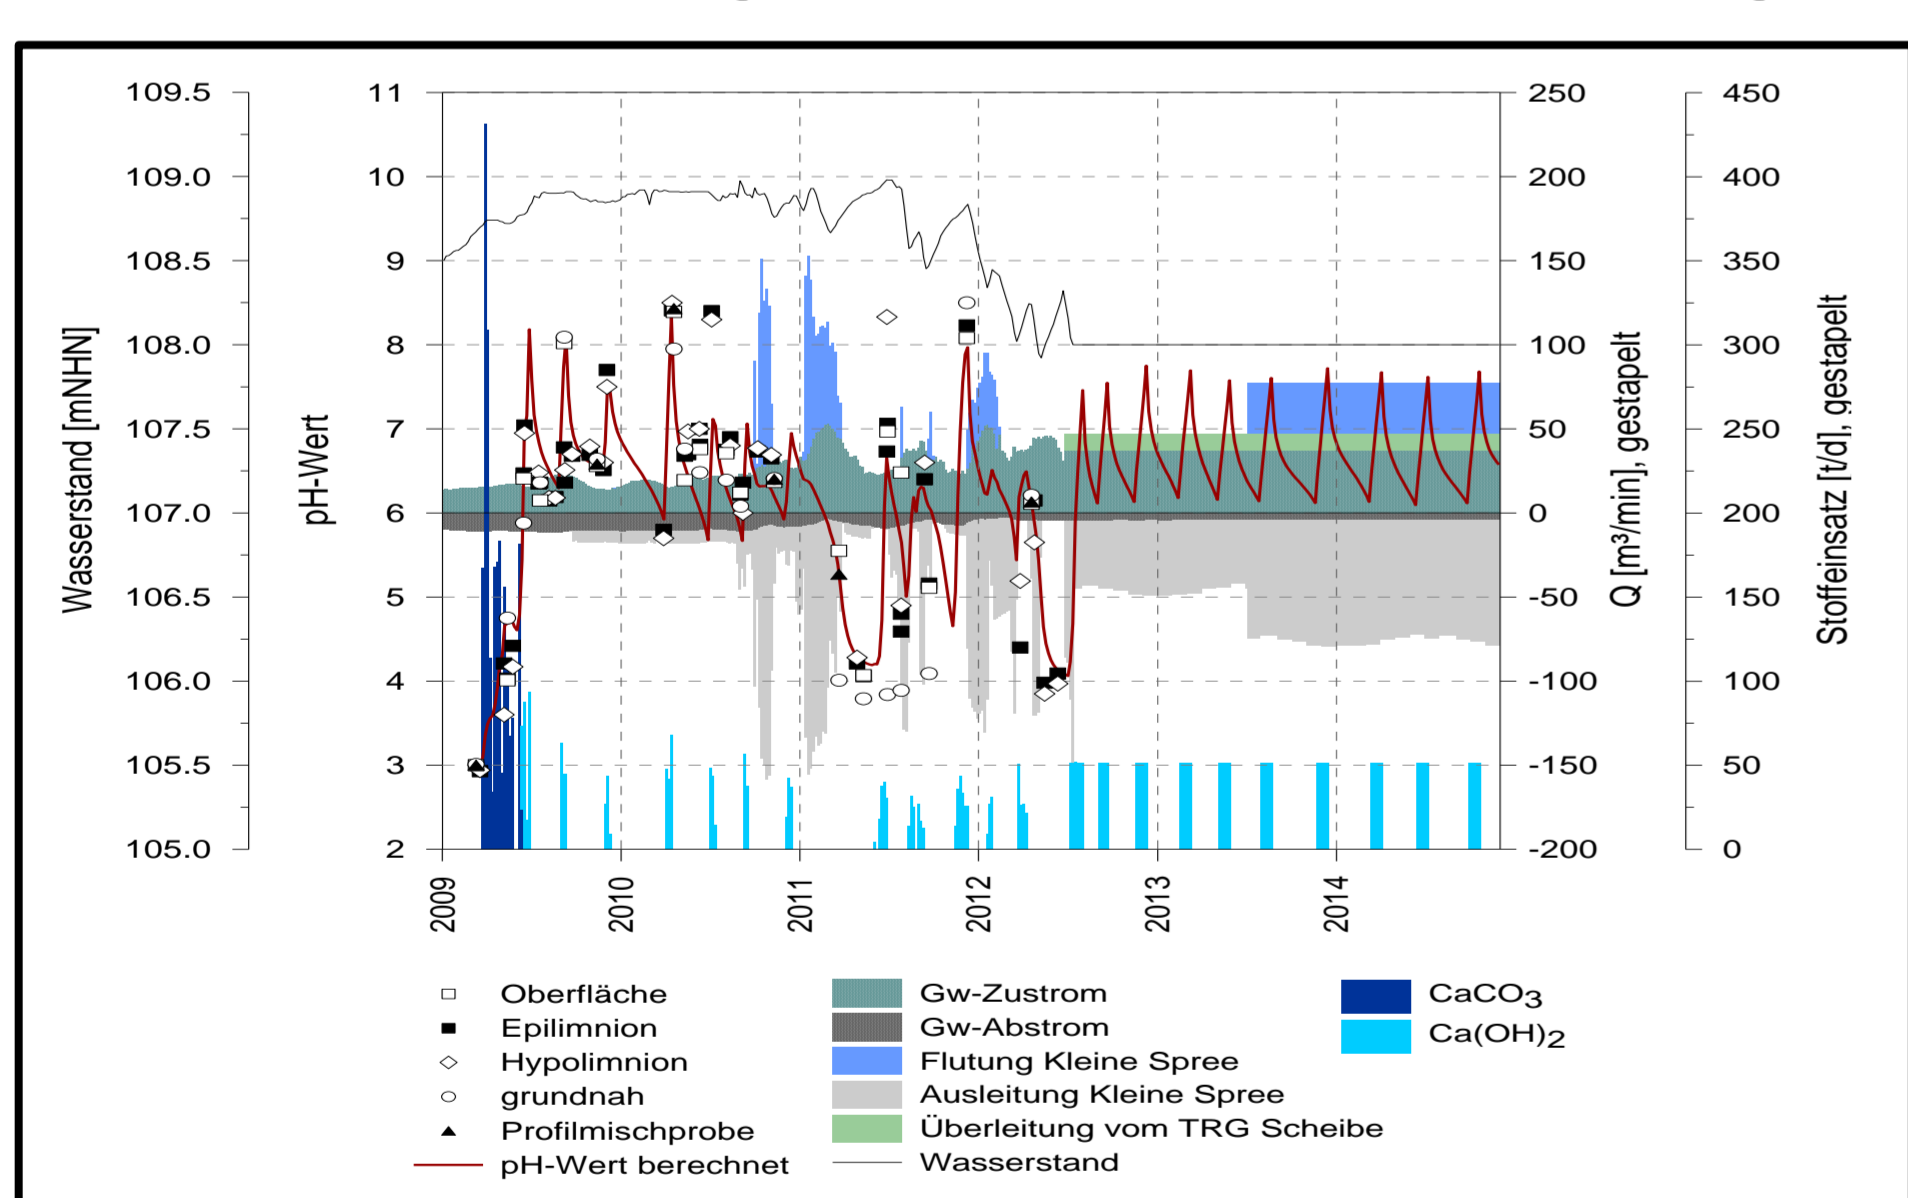 109.5 11 250 450
109.0 10 200 400
108.5 9 150 350
108.0 8 100 300
107.5 7 50 250
107.0 6 0 200
106.5 5 -50 150
106.0 4 -100 100
105.5 3 -150 50
105.0 2 -200 0
Wasserstand [mNHN]
pH-Wert
Q [m³/min], gestapelt
Stoffeinsatz [t/d], gestapelt
2009 2010 2011 2012 2013 2014
Oberfläche Gw-Zustrom CaCO3
Epilimnion Gw-Abstrom Ca(OH)2
Hypolimnion Flutung Kleine Spree
grundnah Ausleitung Kleine Spree
Profilmischprobe Überleitung vom TRG Scheibe
pH-Wert berechnet Wasserstand